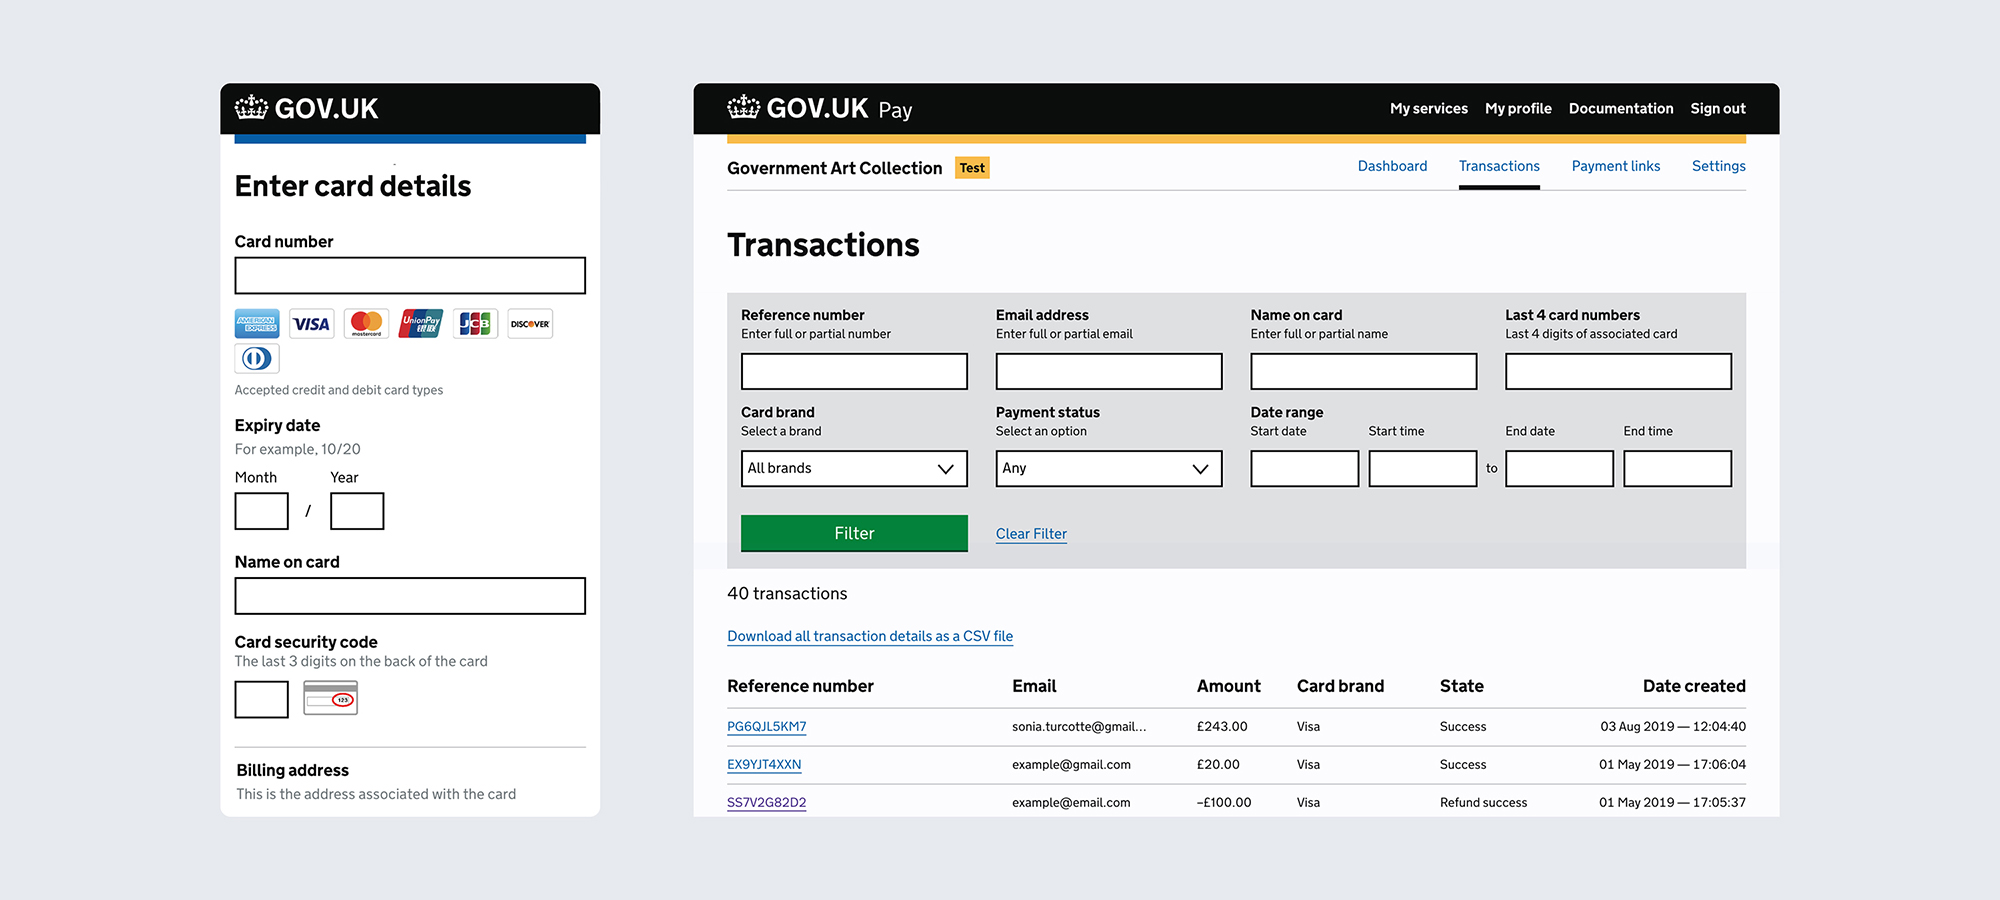 GOV.UK
Enter card details
Card number
AMERICAN EXPRESS VISA mastercard UnionPay 银联 JCB DISCOVER
Accepted credit and debit card types
Expiry date
For example, 10/20
Month Year
/
Name on card
Card security code
The last 3 digits on the back of the card
123
Billing address
This is the address associated with the card
GOV.UK Pay My services My profile Documentation Sign out
Government Art Collection Test Dashboard Transactions Payment links Settings
Transactions
Reference number Email address Name on card Last 4 card numbers
Enter full or partial number Enter full or partial email Enter full or partial name Last 4 digits of associated card
Card brand Payment status Date range
Select a brand Select an option Start date Start time End date End time
All brands Any to
Filter Clear Filter
40 transactions
Download all transaction details as a CSV file
Reference number Email Amount Card brand State Date created
PG6QJL5KM7 sonia.turcotte@gmail... £243.00 Visa Success 03 Aug 2019 — 12:04:40
EX9YJT4XXN example@gmail.com £20.00 Visa Success 01 May 2019 — 17:06:04
SS7V2G82D2 example@email.com –£100.00 Visa Refund success 01 May 2019 — 17:05:37